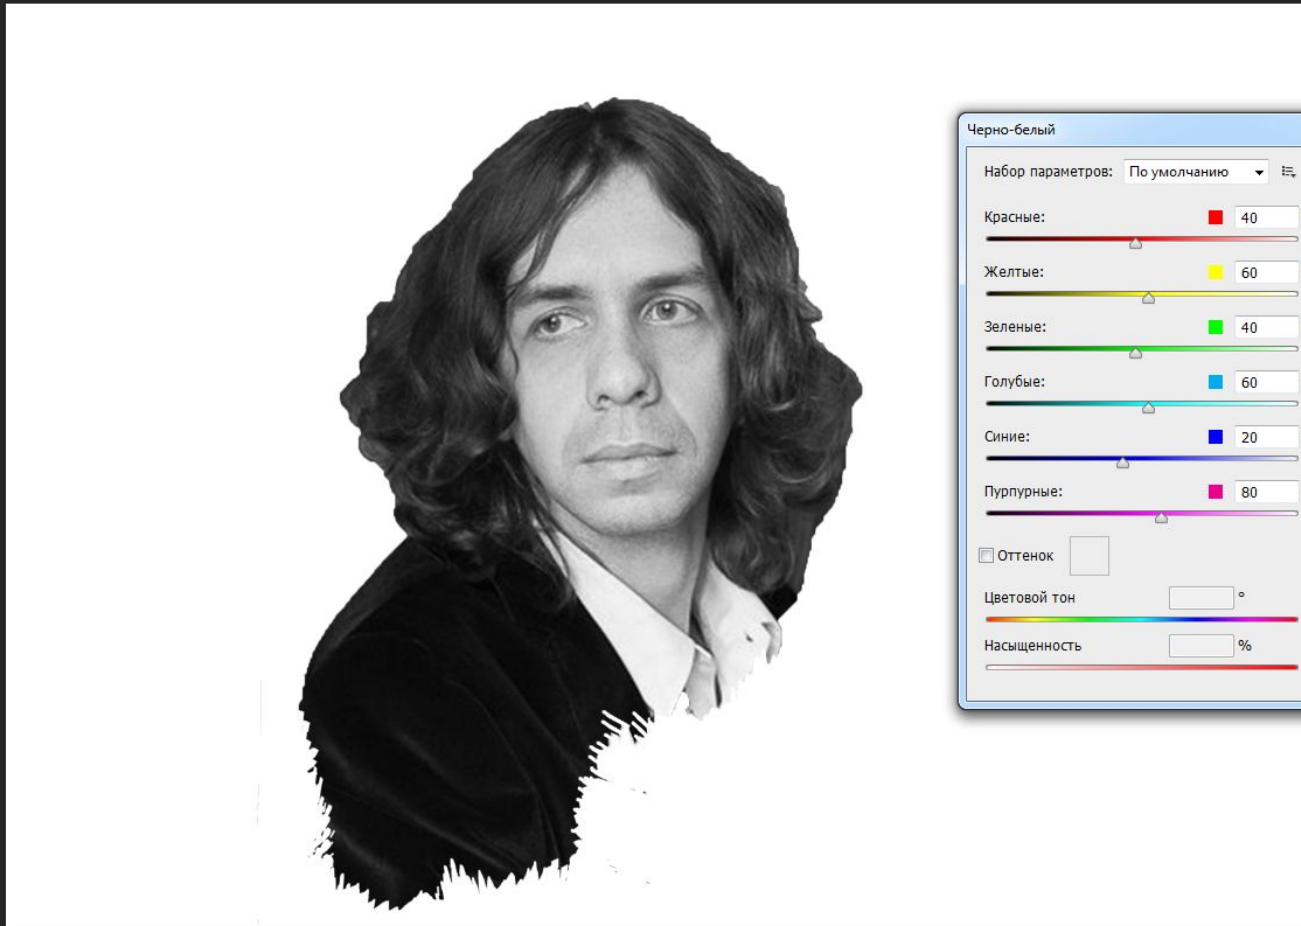 Черно-белый
Набор параметров: По умолчанию
Красные: 40
Желтые: 60
Зеленые: 40
Голубые: 60
Синие: 20
Пурпурные: 80
Оттенок
Цветовой тон °
Насыщенность %